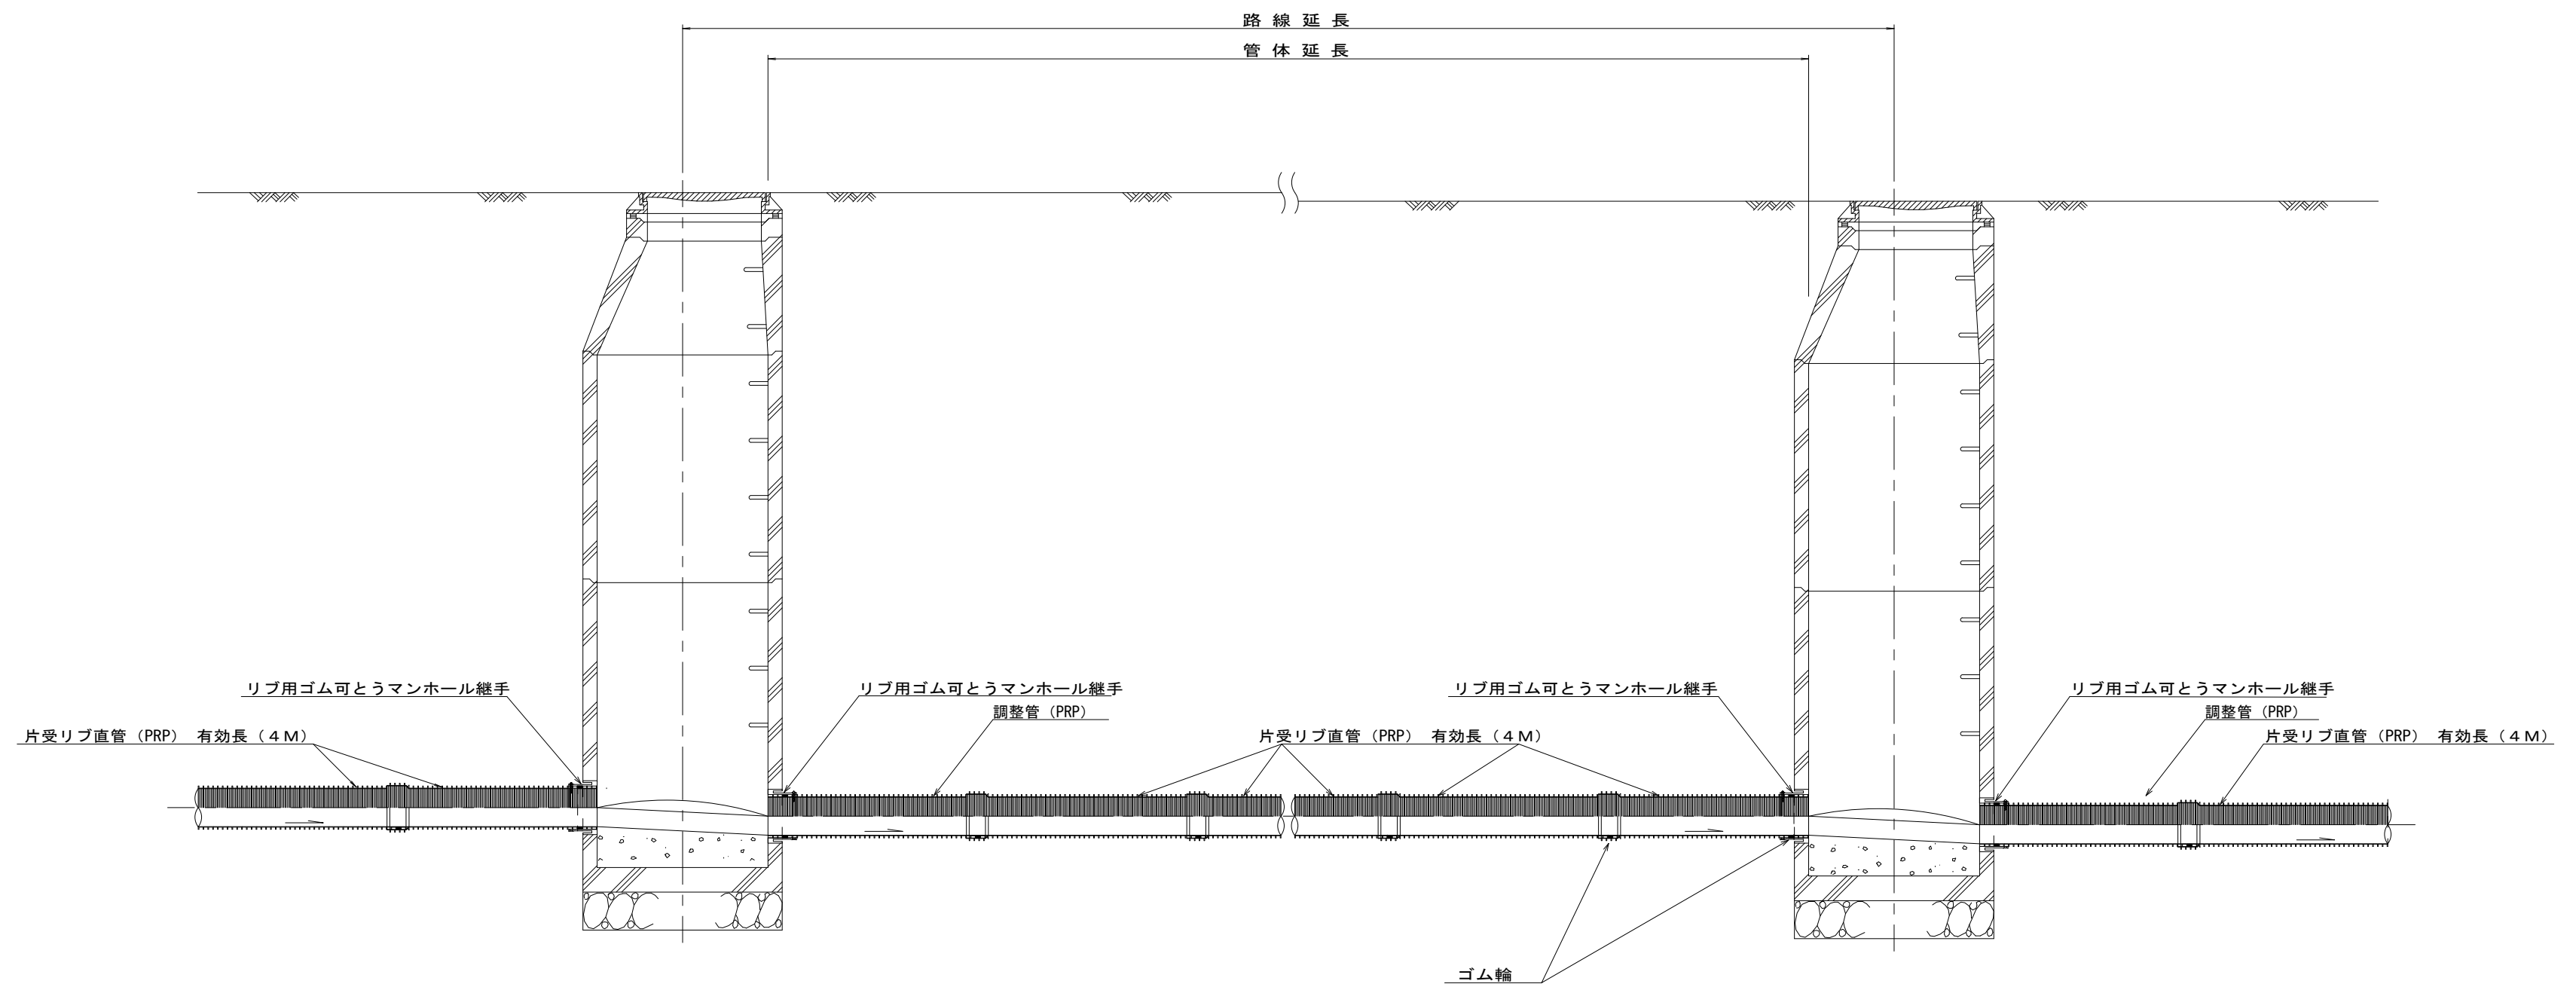 路線延長
管体延長
リブ用ゴム可とうマンホール継手
リブ用ゴム可とうマンホール継手
リブ用ゴム可とうマンホール継手
リブ用ゴム可とうマンホール継手
調整管（PRP）
調整管（PRP）
片受リブ直管（PRP） 有効長（４Ｍ）
片受リブ直管（PRP） 有効長（４Ｍ）
片受リブ直管（PRP） 有効長（４Ｍ）
ゴム輪